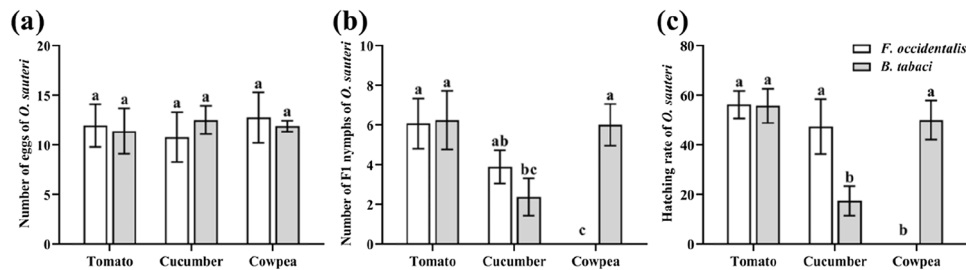 (a)
Number of eggs of O. sauteri
20
15
10
5
0
a a a a a a
Tomato Cucumber Cowpea
(b)
Number of F1 nymphs of O. sauteri
10
8
6
4
2
0
a a ab bc c a
Tomato Cucumber Cowpea
(c)
Hatching rate of O. sauteri
80
60
40
20
0
a a a b b a
Tomato Cucumber Cowpea
F. occidentalis
B. tabaci